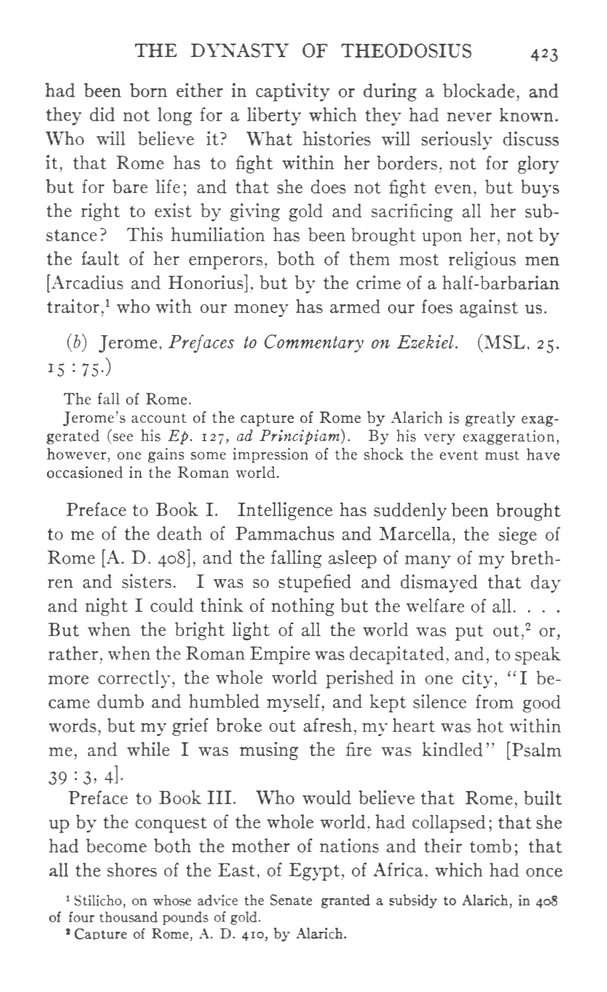 THE DYNASTY OF THEODOSIUS 423
had been born either in captivity or during a blockade, and
they did not long for a liberty which they had never known.
Who will believe it? What histories will seriously discuss
it, that Rome has to fight within her borders, not for glory
but for bare life; and that she does not fight even, but buys
the right to exist by giving gold and sacrificing all her sub-
stance? This humiliation has been brought upon her, not by
the fault of her emperors, both of them most religious men
[Arcadius and Honorius], but by the crime of a half-barbarian
traitor,¹ who with our money has armed our foes against us.
(b) Jerome, Prefaces to Commentary on Ezekiel. (MSL, 25.
15 : 75.)
The fall of Rome.
Jerome's account of the capture of Rome by Alarich is greatly exag-
gerated (see his Ep. 127, ad Principiam). By his very exaggeration,
however, one gains some impression of the shock the event must have
occasioned in the Roman world.
Preface to Book I. Intelligence has suddenly been brought
to me of the death of Pammachus and Marcella, the siege of
Rome [A. D. 408], and the falling asleep of many of my breth-
ren and sisters. I was so stupefied and dismayed that day
and night I could think of nothing but the welfare of all. . . .
But when the bright light of all the world was put out,² or,
rather, when the Roman Empire was decapitated, and, to speak
more correctly, the whole world perished in one city, "I be-
came dumb and humbled myself, and kept silence from good
words, but my grief broke out afresh, my heart was hot within
me, and while I was musing the fire was kindled" [Psalm
39 : 3, 4].
Preface to Book III. Who would believe that Rome, built
up by the conquest of the whole world, had collapsed; that she
had become both the mother of nations and their tomb; that
all the shores of the East, of Egypt, of Africa, which had once
¹ Stilicho, on whose advice the Senate granted a subsidy to Alarich, in 408
of four thousand pounds of gold.
² Capture of Rome, A. D. 410, by Alarich.